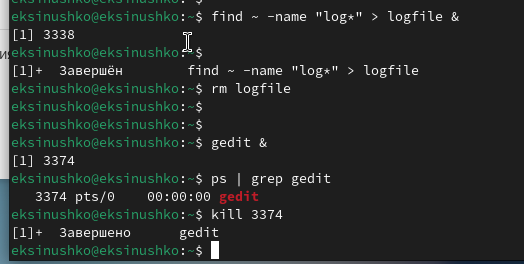 eksinushko@eksinushko:~$ find ~ -name "log*" > logfile &
[1] 3338
eksinushko@eksinushko:~$
[1]+  Завершён        find ~ -name "log*" > logfile
eksinushko@eksinushko:~$ rm logfile
eksinushko@eksinushko:~$
eksinushko@eksinushko:~$
eksinushko@eksinushko:~$ gedit &
[1] 3374
eksinushko@eksinushko:~$ ps | grep gedit
   3374 pts/0    00:00:00 gedit
eksinushko@eksinushko:~$ kill 3374
[1]+  Завершено      gedit
eksinushko@eksinushko:~$